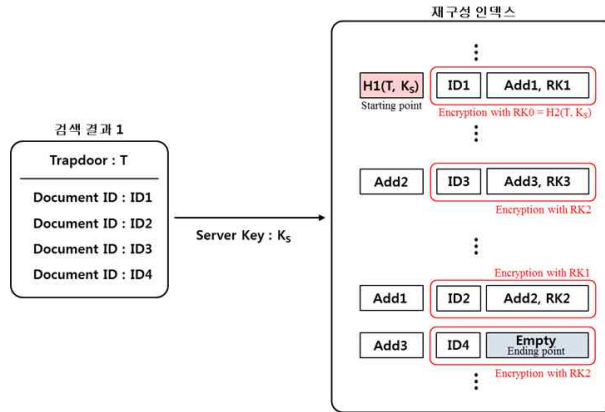 재구성 인덱스
H1(T, KS) ID1 Add1, RK1
Starting point Encryption with RK0 = H2(T, KS)
검색 결과 1
Trapdoor : T
Document ID : ID1
Document ID : ID2
Document ID : ID3
Document ID : ID4
Server Key : KS
Add2 ID3 Add3, RK3
Encryption with RK2
Encryption with RK1
Add1 ID2 Add2, RK2
Add3 ID4 Empty
Ending point
Encryption with RK2